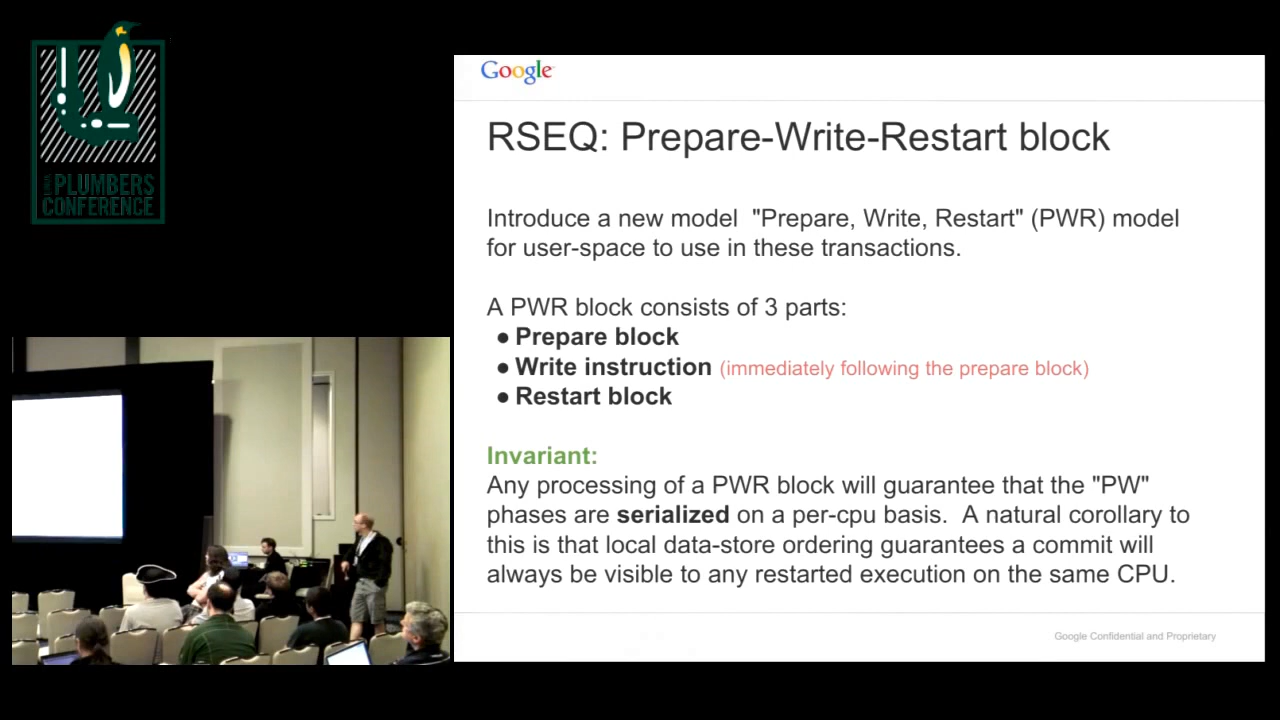 PLUMBERS
CONFERENCE
Google
RSEQ: Prepare-Write-Restart block
Introduce a new model "Prepare, Write, Restart" (PWR) model
for user-space to use in these transactions.
A PWR block consists of 3 parts:
● Prepare block
● Write instruction (immediately following the prepare block)
● Restart block
Invariant:
Any processing of a PWR block will guarantee that the "PW"
phases are serialized on a per-cpu basis. A natural corollary to
this is that local data-store ordering guarantees a commit will
always be visible to any restarted execution on the same CPU.
Google Confidential and Proprietary